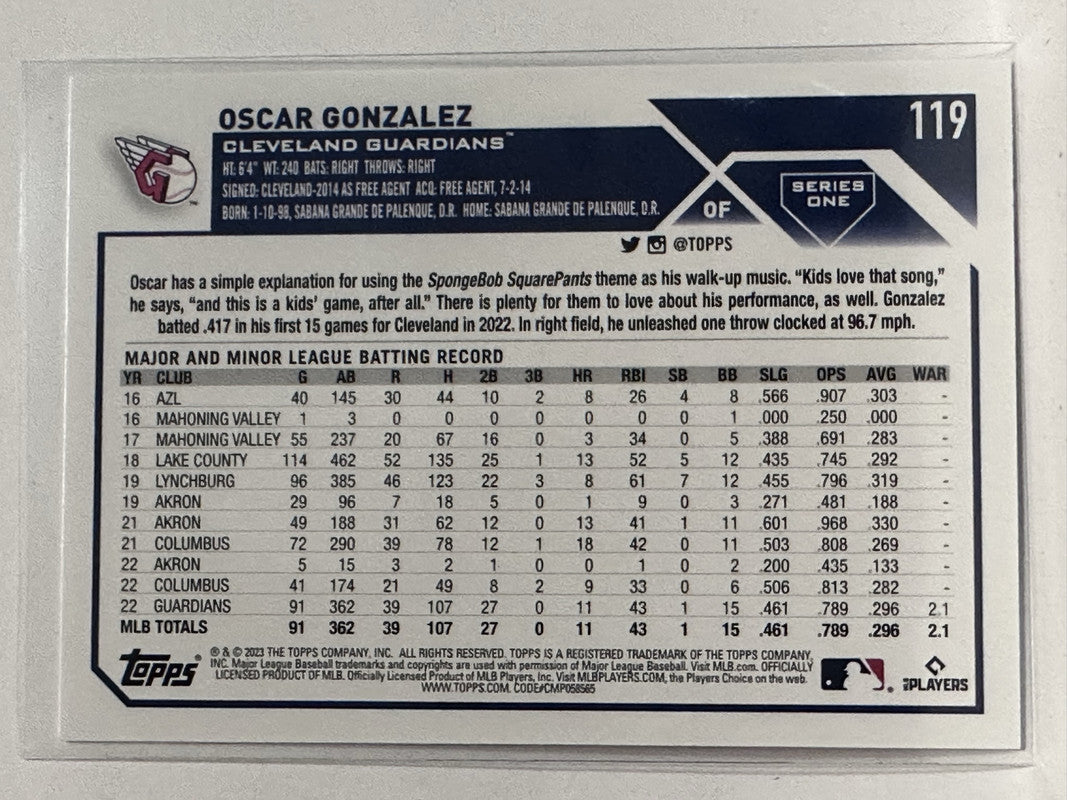 OSCAR GONZALEZ
119
CLEVELAND GUARDIANS™
HT: 6'4" WT: 240 BATS: RIGHT THROWS: RIGHT
SIGNED: CLEVELAND-2014 AS FREE AGENT ACQ: FREE AGENT, 7-2-14
BORN: 1-10-98, SABANA GRANDE DE PALENQUE, D.R. HOME: SABANA GRANDE DE PALENQUE, D.R.
OF
SERIES
ONE
@TOPPS
Oscar has a simple explanation for using the SpongeBob SquarePants theme as his walk-up music. “Kids love that song,”
he says, “and this is a kids’ game, after all.” There is plenty for them to love about his performance, as well. Gonzalez
batted .417 in his first 15 games for Cleveland in 2022. In right field, he unleashed one throw clocked at 96.7 mph.
MAJOR AND MINOR LEAGUE BATTING RECORD
YR CLUB G AB R H 2B 3B HR RBI SB BB SLG OPS AVG WAR
16 AZL 40 145 30 44 10 2 8 26 4 8 .566 .907 .303 -
16 MAHONING VALLEY 1 3 0 0 0 0 0 0 0 1 .000 .250 .000 -
17 MAHONING VALLEY 55 237 20 67 16 0 3 34 0 5 .388 .691 .283 -
18 LAKE COUNTY 114 462 52 135 25 1 13 52 5 12 .435 .745 .292 -
19 LYNCHBURG 96 385 46 123 22 3 8 61 7 12 .455 .796 .319 -
19 AKRON 29 96 7 18 5 0 1 9 0 3 .271 .481 .188 -
21 AKRON 49 188 31 62 12 0 13 41 1 11 .601 .968 .330 -
21 COLUMBUS 72 290 39 78 12 1 18 42 0 11 .503 .808 .269 -
22 AKRON 5 15 3 2 1 0 0 1 0 2 .200 .435 .133 -
22 COLUMBUS 41 174 21 49 8 2 9 33 0 6 .506 .813 .282 -
22 GUARDIANS 91 362 39 107 27 0 11 43 1 15 .461 .789 .296 2.1
MLB TOTALS 91 362 39 107 27 0 11 43 1 15 .461 .789 .296 2.1
Topps®
® & © 2023 THE TOPPS COMPANY, INC. ALL RIGHTS RESERVED. TOPPS IS A REGISTERED TRADEMARK OF THE TOPPS COMPANY,
INC. Major League Baseball trademarks and copyrights are used with permission of Major League Baseball. Visit MLB.com. OFFICIALLY
LICENSED PRODUCT OF MLB. Officially Licensed Product of MLB Players, Inc. Visit MLBPLAYERS.COM, the Players Choice on the web.
WWW.TOPPS.COM. CODE#CMP058565
MLB PLAYERS